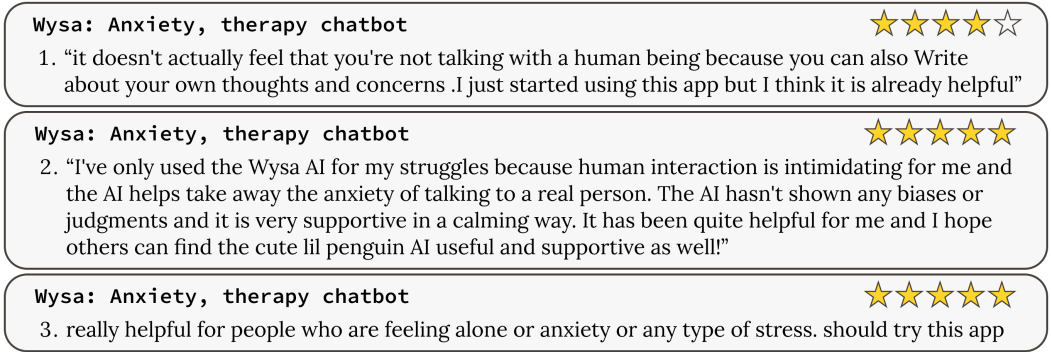 Wysa: Anxiety, therapy chatbot
1. “it doesn't actually feel that you're not talking with a human being because you can also Write
about your own thoughts and concerns .I just started using this app but I think it is already helpful”
Wysa: Anxiety, therapy chatbot
2. “I've only used the Wysa AI for my struggles because human interaction is intimidating for me and
the AI helps take away the anxiety of talking to a real person. The AI hasn't shown any biases or
judgments and it is very supportive in a calming way. It has been quite helpful for me and I hope
others can find the cute lil penguin AI useful and supportive as well!”
Wysa: Anxiety, therapy chatbot
3. really helpful for people who are feeling alone or anxiety or any type of stress. should try this app